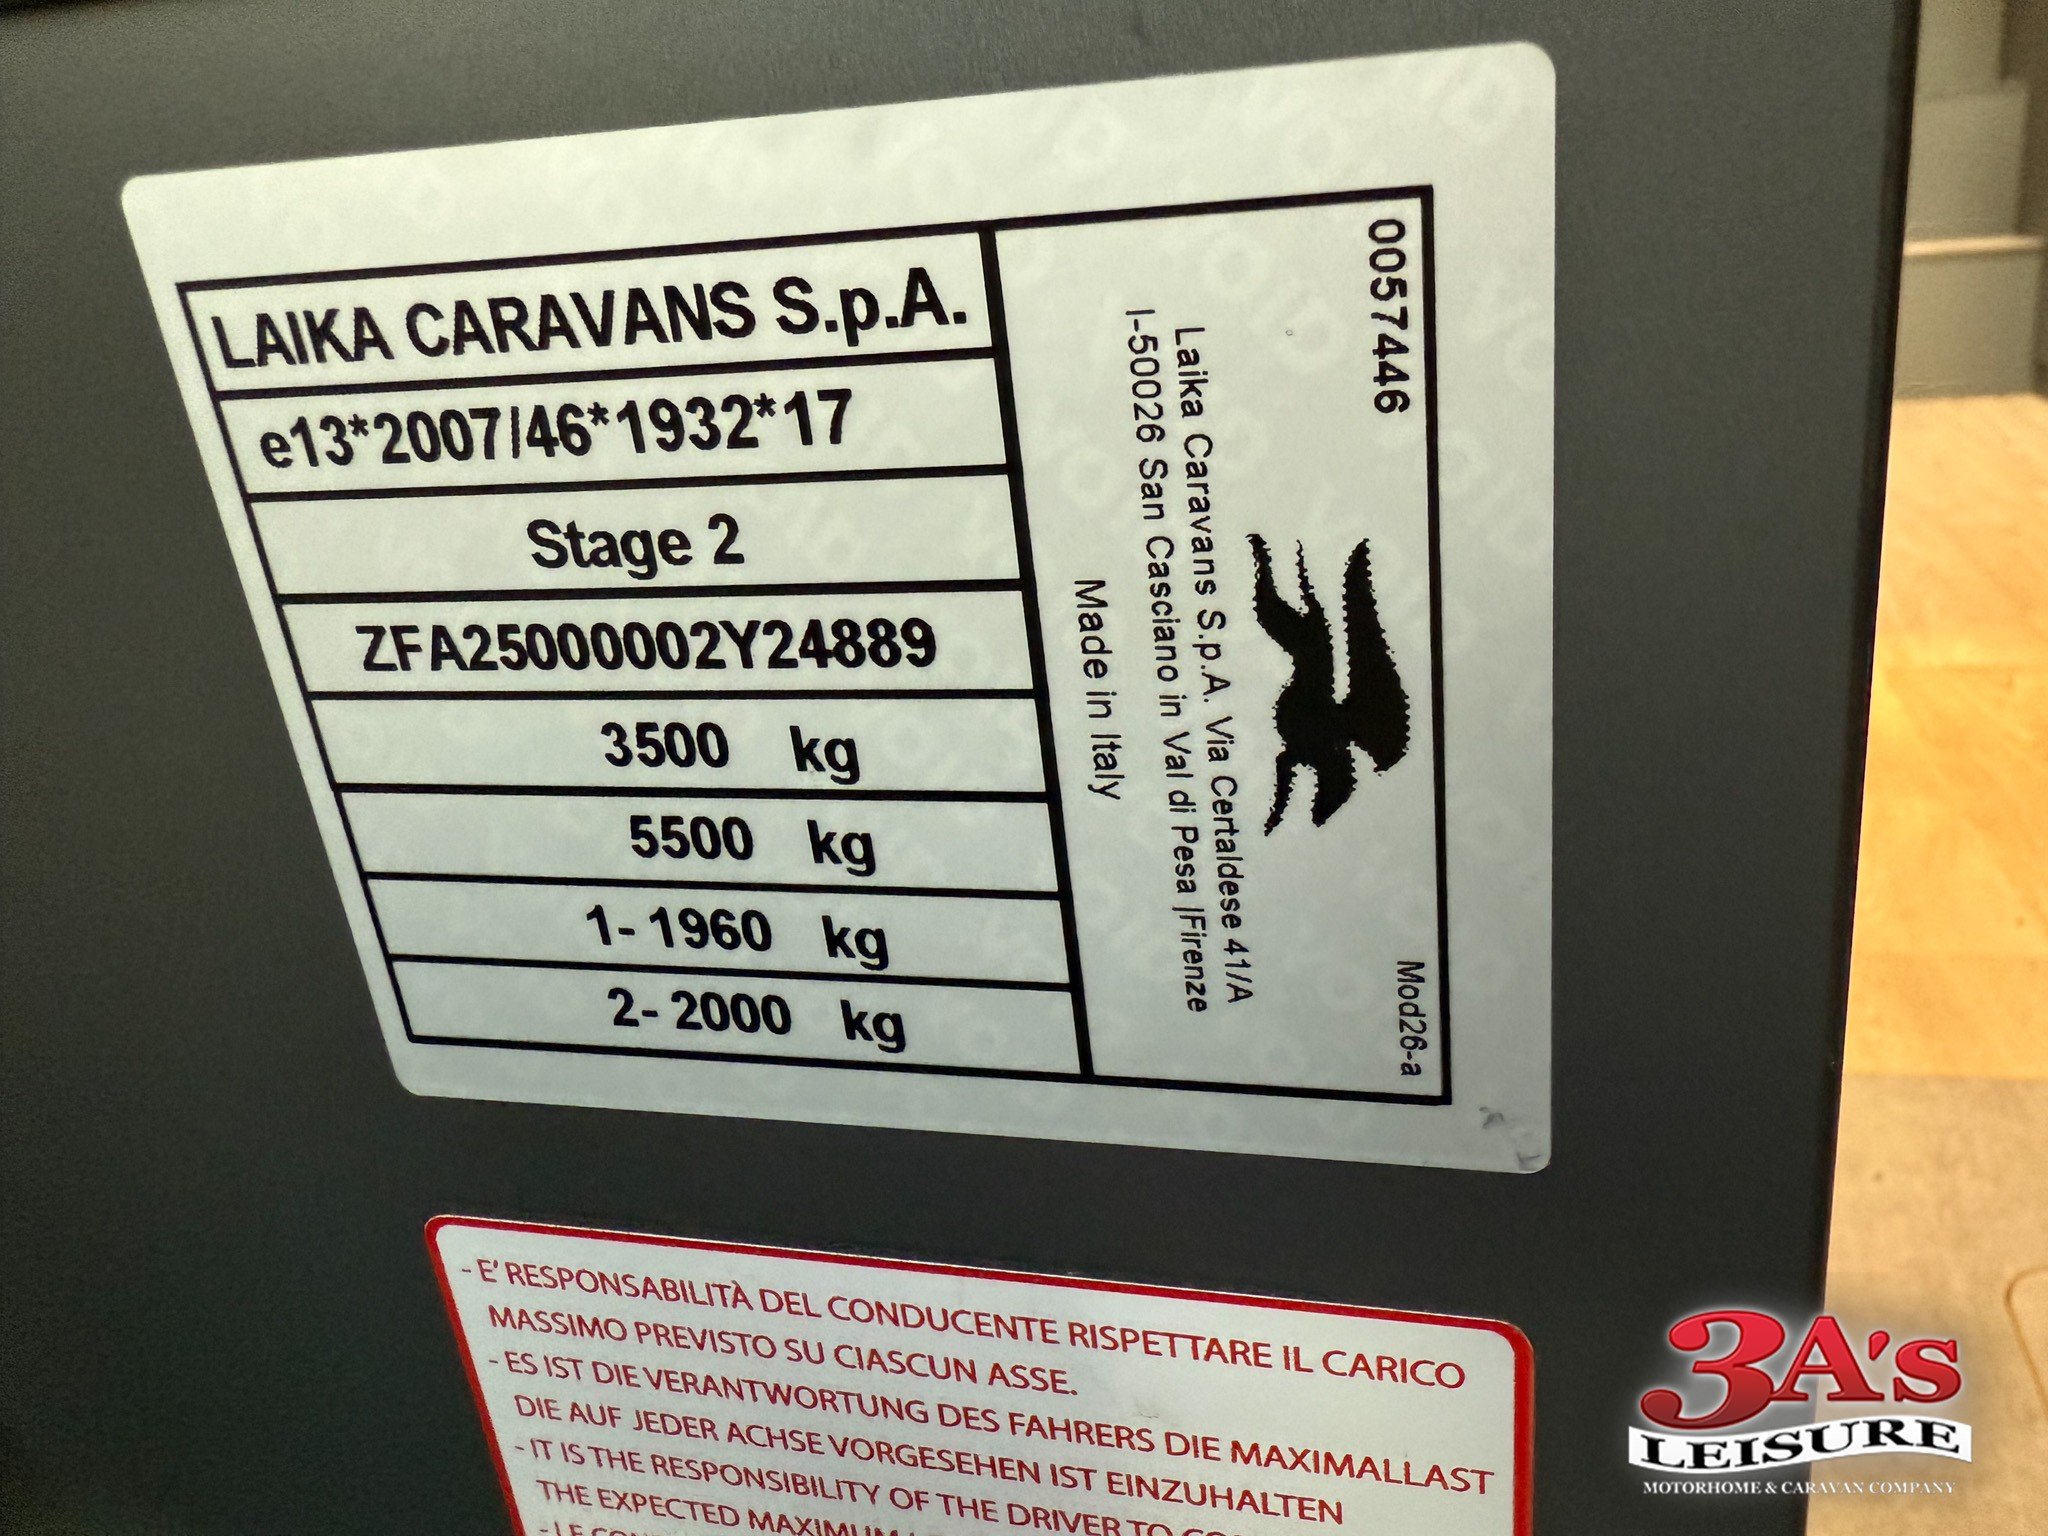 LAIKA CARAVANS S.p.A.
e13*2007/46*1932*17
Stage 2
ZFA25000002Y24889
3500 kg
5500 kg
1- 1960 kg
2- 2000 kg
0057446
Mod26-a
Laika Caravans S.p.A. Via Certaldese 41/A
I-50026 San Casciano in Val di Pesa |Firenze
Made in Italy
- E' RESPONSABILITÀ DEL CONDUCENTE RISPETTARE IL CARICO
MASSIMO PREVISTO SU CIASCUN ASSE.
- ES IST DIE VERANTWORTUNG DES FAHRERS DIE MAXIMALLAST
DIE AUF JEDER ACHSE VORGESEHEN IST EINZUHALTEN
- IT IS THE RESPONSIBILITY OF THE DRIVER TO
THE EXPECTED MAXIMUM
3A's
LEISURE
MOTORHOME & CARAVAN COMPANY